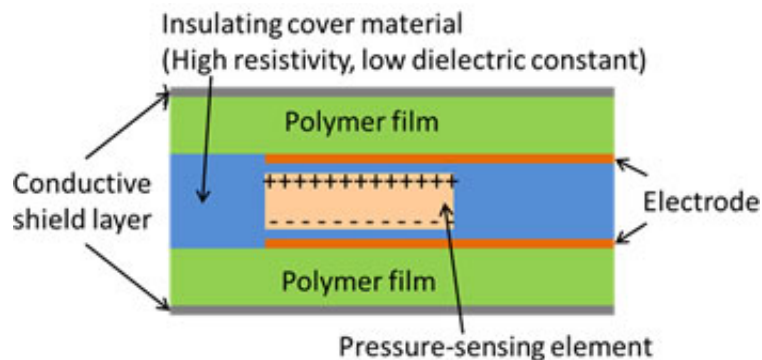 Insulating cover material
(High resistivity, low dielectric constant)
Polymer film
+++++++++++++
Conductive
shield layer
Electrode
- - - - - - - - - - - -
Polymer film
Pressure-sensing element